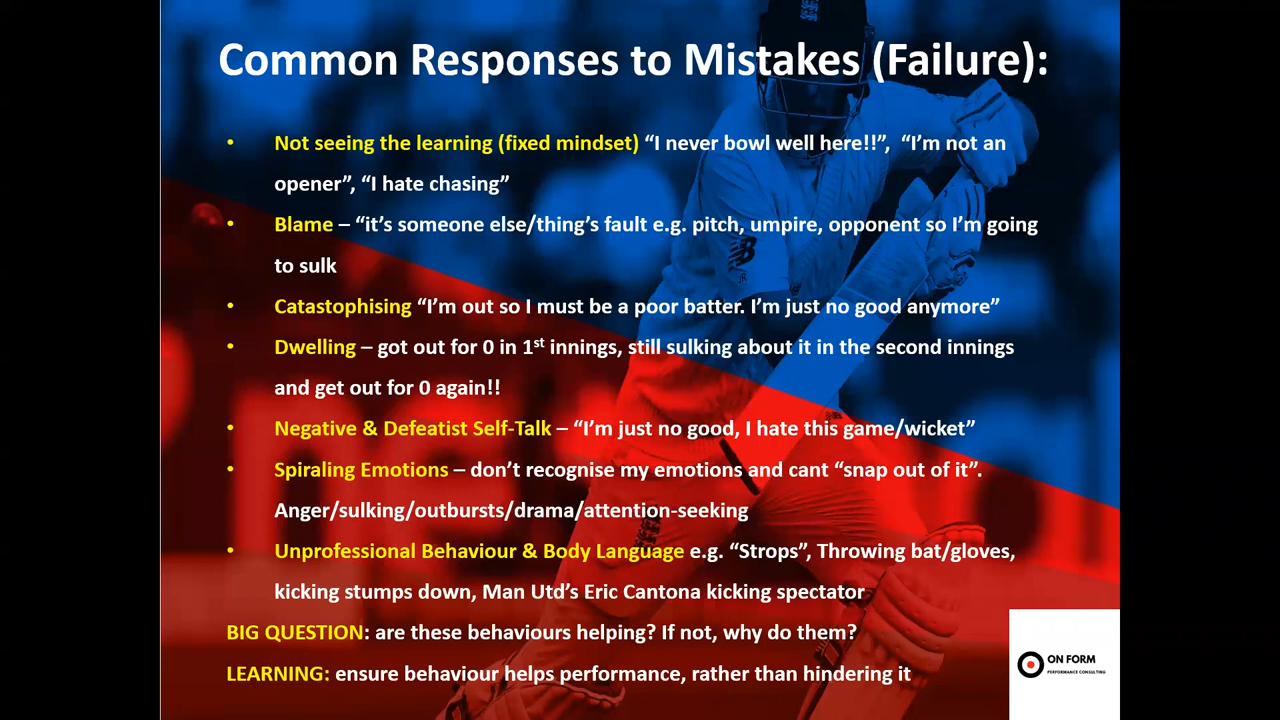 Common Responses to Mistakes (Failure):
• Not seeing the learning (fixed mindset) “I never bowl well here!!”, “I’m not an
opener”, “I hate chasing”
• Blame – “it’s someone else/thing’s fault e.g. pitch, umpire, opponent so I’m going
to sulk
• Catastophising “I’m out so I must be a poor batter. I’m just no good anymore”
• Dwelling – got out for 0 in 1st innings, still sulking about it in the second innings
and get out for 0 again!!
• Negative & Defeatist Self-Talk – “I’m just no good, I hate this game/wicket”
• Spiraling Emotions – don’t recognise my emotions and cant “snap out of it”.
Anger/sulking/outbursts/drama/attention-seeking
• Unprofessional Behaviour & Body Language e.g. “Strops”, Throwing bat/gloves,
kicking stumps down, Man Utd’s Eric Cantona kicking spectator
BIG QUESTION: are these behaviours helping? If not, why do them?
LEARNING: ensure behaviour helps performance, rather than hindering it
ON FORM
PERFORMANCE CONSULTING
NB
JR